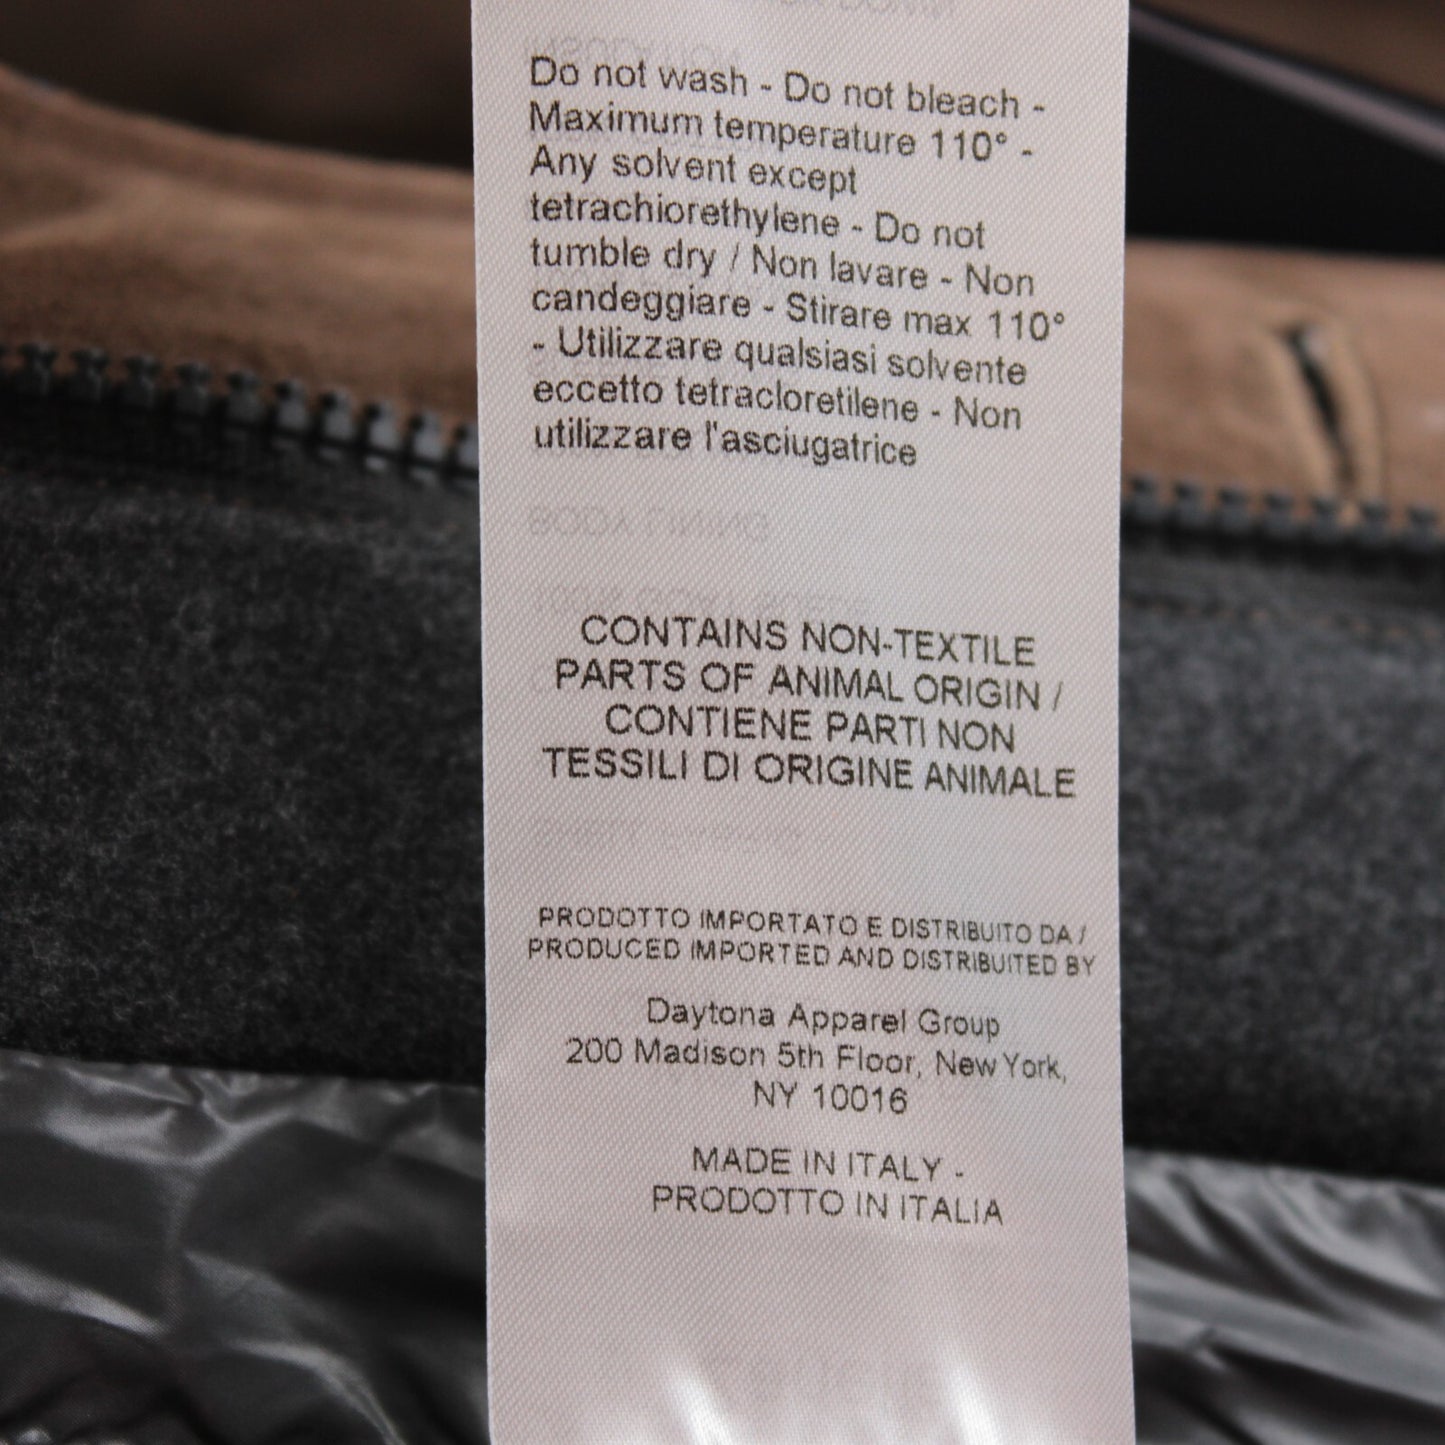 Do not wash - Do not bleach -
Maximum temperature 110° -
Any solvent except
tetrachiorethylene - Do not
tumble dry / Non lavare - Non
candeggiare - Stirare max 110°
- Utilizzare qualsiasi solvente
eccetto tetracloretilene - Non
utilizzare l'asciugatrice
CONTAINS NON-TEXTILE
PARTS OF ANIMAL ORIGIN /
CONTIENE PARTI NON
TESSILI DI ORIGINE ANIMALE
PRODOTTO IMPORTATO E DISTRIBUITO DA /
PRODUCED IMPORTED AND DISTRIBUITED BY
Daytona Apparel Group
200 Madison 5th Floor, New York,
NY 10016
MADE IN ITALY -
PRODOTTO IN ITALIA